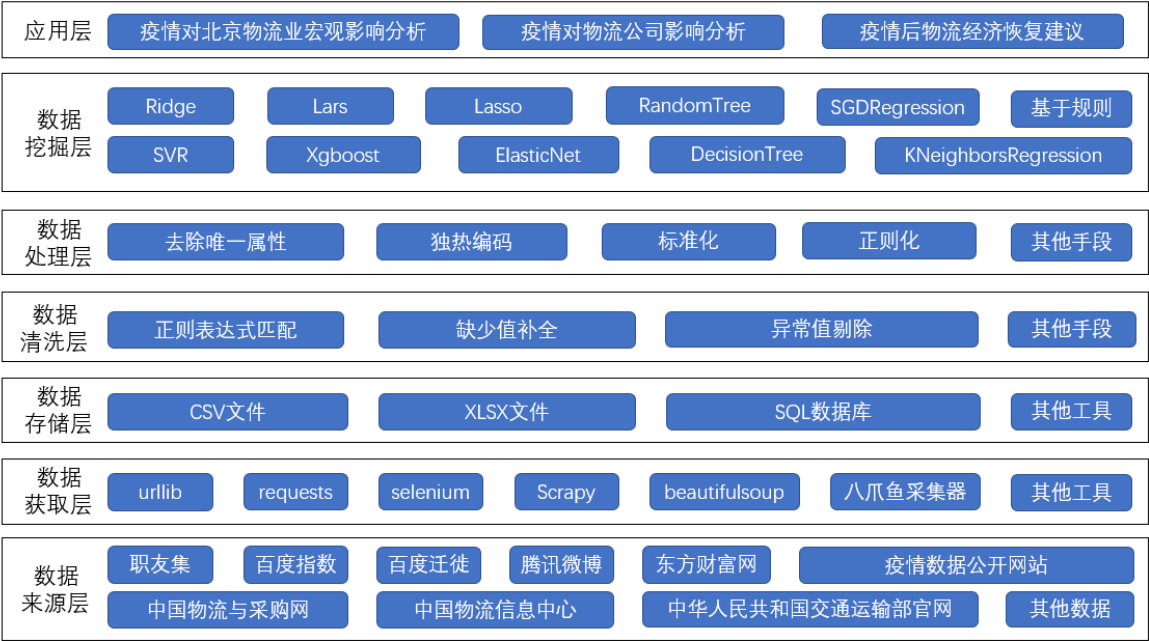 应用层
疫情对北京物流业宏观影响分析
疫情对物流公司影响分析
疫情后物流经济恢复建议
数据
挖掘层
Ridge
Lars
Lasso
RandomTree
SGDRegression
基于规则
SVR
Xgboost
ElasticNet
DecisionTree
KNeighborsRegression
数据
处理层
去除唯一属性
独热编码
标准化
正则化
其他手段
数据
清洗层
正则表达式匹配
缺少值补全
异常值剔除
其他手段
数据
存储层
CSV文件
XLSX文件
SQL数据库
其他工具
数据
获取层
urllib
requests
selenium
Scrapy
beautifulsoup
八爪鱼采集器
其他工具
数据
来源层
职友集
百度指数
百度迁徙
腾讯微博
东方财富网
疫情数据公开网站
中国物流与采购网
中国物流信息中心
中华人民共和国交通运输部官网
其他数据